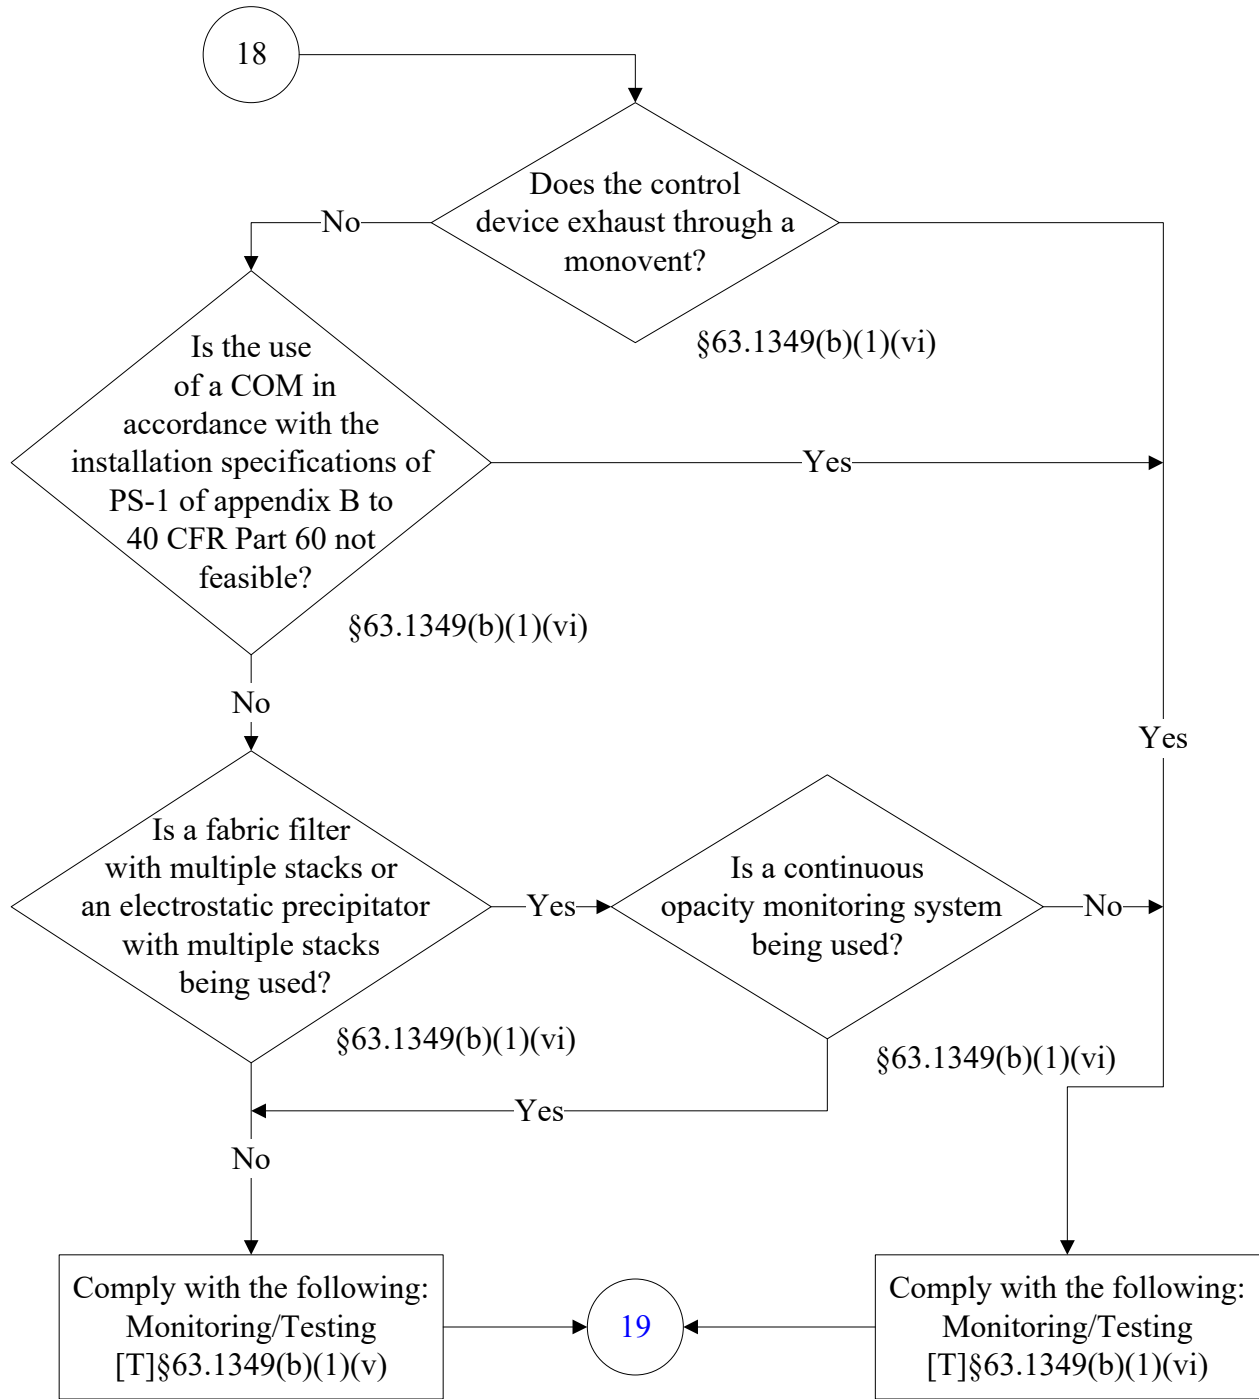 18
Does the control
device exhaust through a
monovent?
No
§63.1349(b)(1)(vi)
Is the use
of a COM in
accordance with the
installation specifications of
PS-1 of appendix B to
40 CFR Part 60 not
feasible?
Yes
§63.1349(b)(1)(vi)
No
Yes
Is a fabric filter
with multiple stacks or
an electrostatic precipitator
with multiple stacks
being used?
Yes
Is a continuous
opacity monitoring system
being used?
No
§63.1349(b)(1)(vi)
§63.1349(b)(1)(vi)
Yes
No
Comply with the following:
Monitoring/Testing
[T]§63.1349(b)(1)(v)
19
Comply with the following:
Monitoring/Testing
[T]§63.1349(b)(1)(vi)